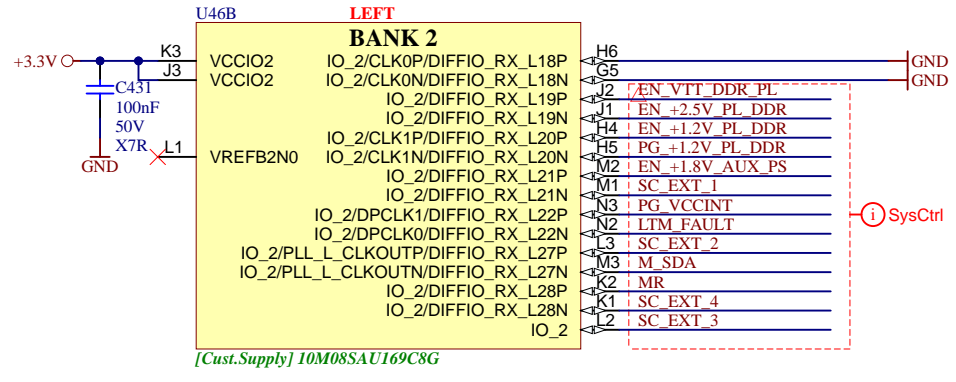 U46B LEFT
BANK 2
+3.3V K3 VCCIO2 IO_2/CLK0P/DIFFIO_RX_L18P H6 GND
J3 VCCIO2 IO_2/CLK0N/DIFFIO_RX_L18N G5 GND
C431 IO_2/DIFFIO_RX_L19P J2 EN_VTT_DDR_PL
100nF IO_2/DIFFIO_RX_L19N J1 EN_+2.5V_PL_DDR
50V IO_2/CLK1P/DIFFIO_RX_L20P H4 EN_+1.2V_PL_DDR
X7R L1 VREFB2N0 IO_2/CLK1N/DIFFIO_RX_L20N H5 PG_+1.2V_PL_DDR
GND IO_2/DIFFIO_RX_L21P M2 EN_+1.8V_AUX_PS
IO_2/DIFFIO_RX_L21N M1 SC_EXT_1
IO_2/DPCLK1/DIFFIO_RX_L22P N3 PG_VCCINT i SysCtrl
IO_2/DPCLK0/DIFFIO_RX_L22N N2 LTM_FAULT
IO_2/PLL_L_CLKOUTP/DIFFIO_RX_L27P L3 SC_EXT_2
IO_2/PLL_L_CLKOUTN/DIFFIO_RX_L27N M3 M_SDA
IO_2/DIFFIO_RX_L28P K2 MR
IO_2/DIFFIO_RX_L28N K1 SC_EXT_4
IO_2 L2 SC_EXT_3
[Cust.Supply] 10M08SAU169C8G